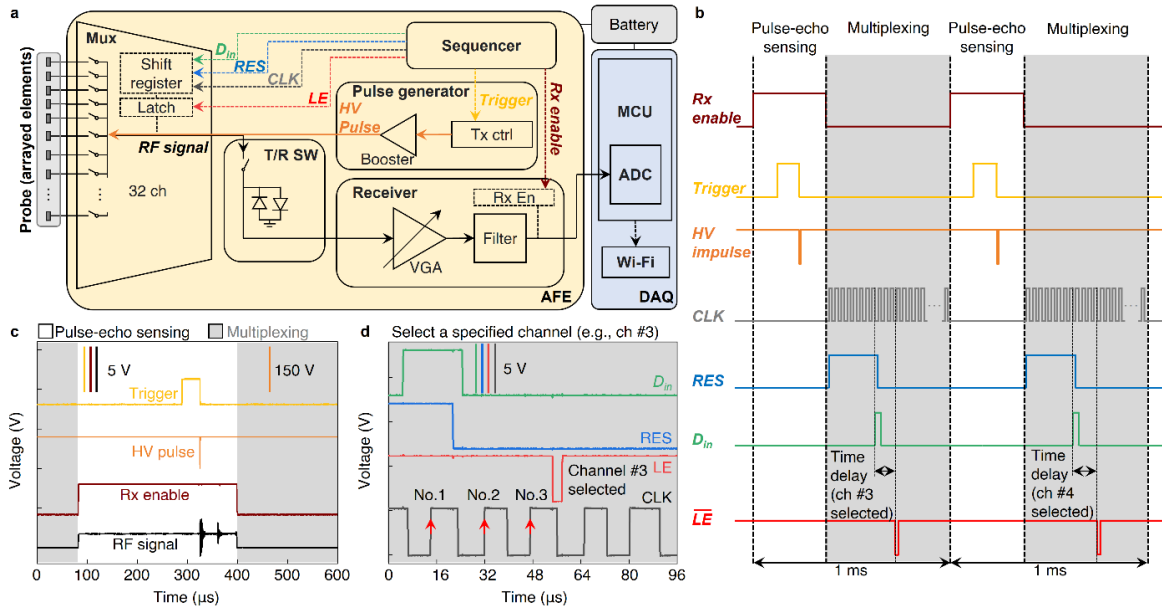 a
Mux
Shift
register
Latch
D_in
RES
CLK
LE
Sequencer
Battery
Pulse generator
Trigger
Tx ctrl
Booster
HV
Pulse
RF signal
Rx enable
Probe (arrayed elements)
32 ch
T/R SW
Receiver
Rx En
VGA
Filter
AFE
MCU
ADC
Wi-Fi
DAQ
b
Pulse-echo
sensing
Multiplexing
Pulse-echo
sensing
Multiplexing
Rx
enable
Trigger
HV
impulse
CLK
RES
D_in
Time
delay
(ch #3
selected)
Time
delay
(ch #4
selected)
LE
1 ms
1 ms
c
Pulse-echo sensing
Multiplexing
5 V
150 V
Trigger
HV pulse
Rx enable
RF signal
Voltage (V)
0
200
400
600
Time (µs)
d
Select a specified channel (e.g., ch #3)
5 V
D_in
RES
LE
Channel #3
selected
CLK
No.1
No.2
No.3
Voltage (V)
0
16
32
48
64
80
96
Time (µs)